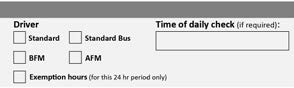 Driver
Time of daily check (if required):
Standard
Standard Bus
BFM
AFM
Exemption hours (for this 24 hr period only)